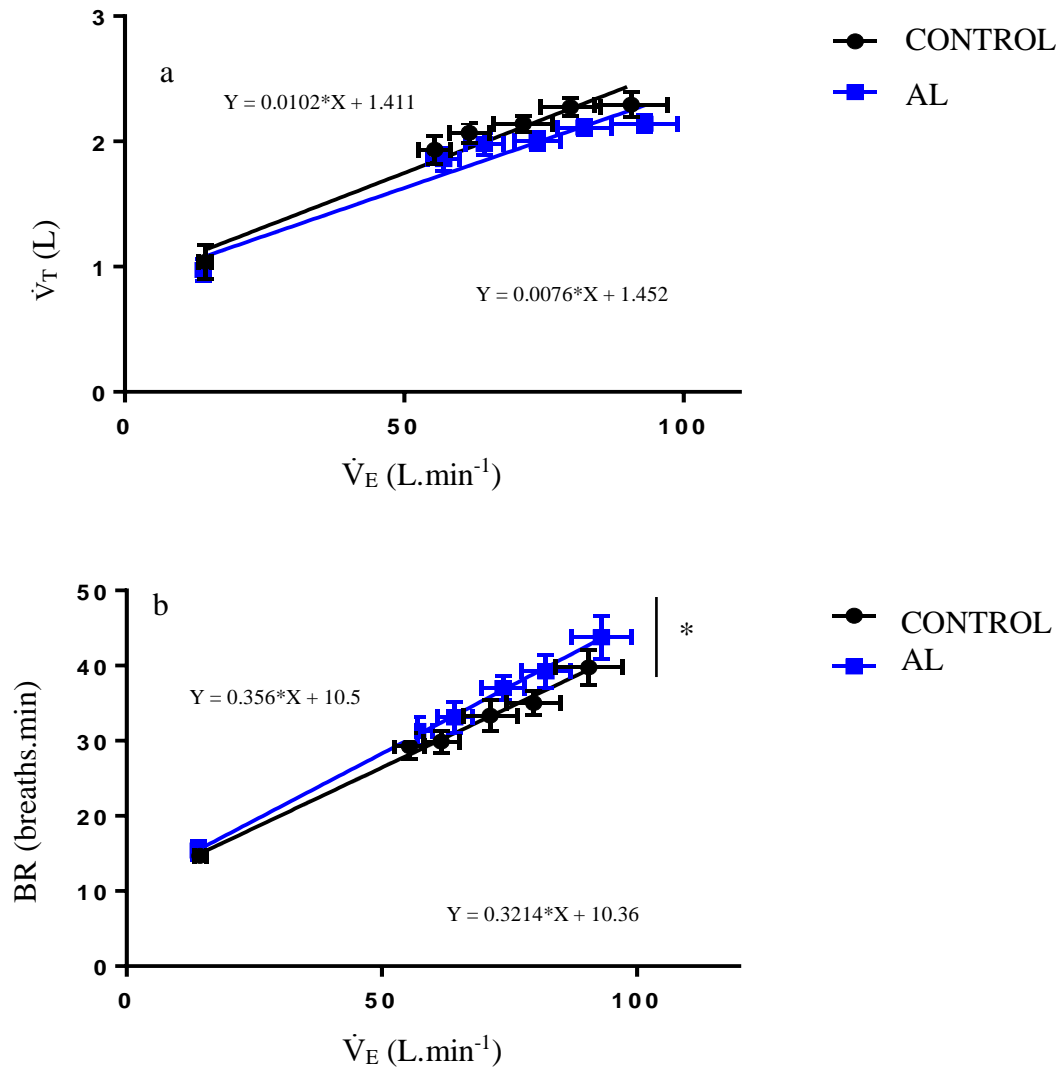 3
a
CONTROL
Y = 0.0102*X + 1.411
AL
2
V̇T (L)
1
Y = 0.0076*X + 1.452
0
0 50 100
V̇E (L.min-1)
50
b
CONTROL
*
AL
40
Y = 0.356*X + 10.5
30
BR (breaths.min)
20
10
Y = 0.3214*X + 10.36
0
0 50 100
V̇E (L.min-1)